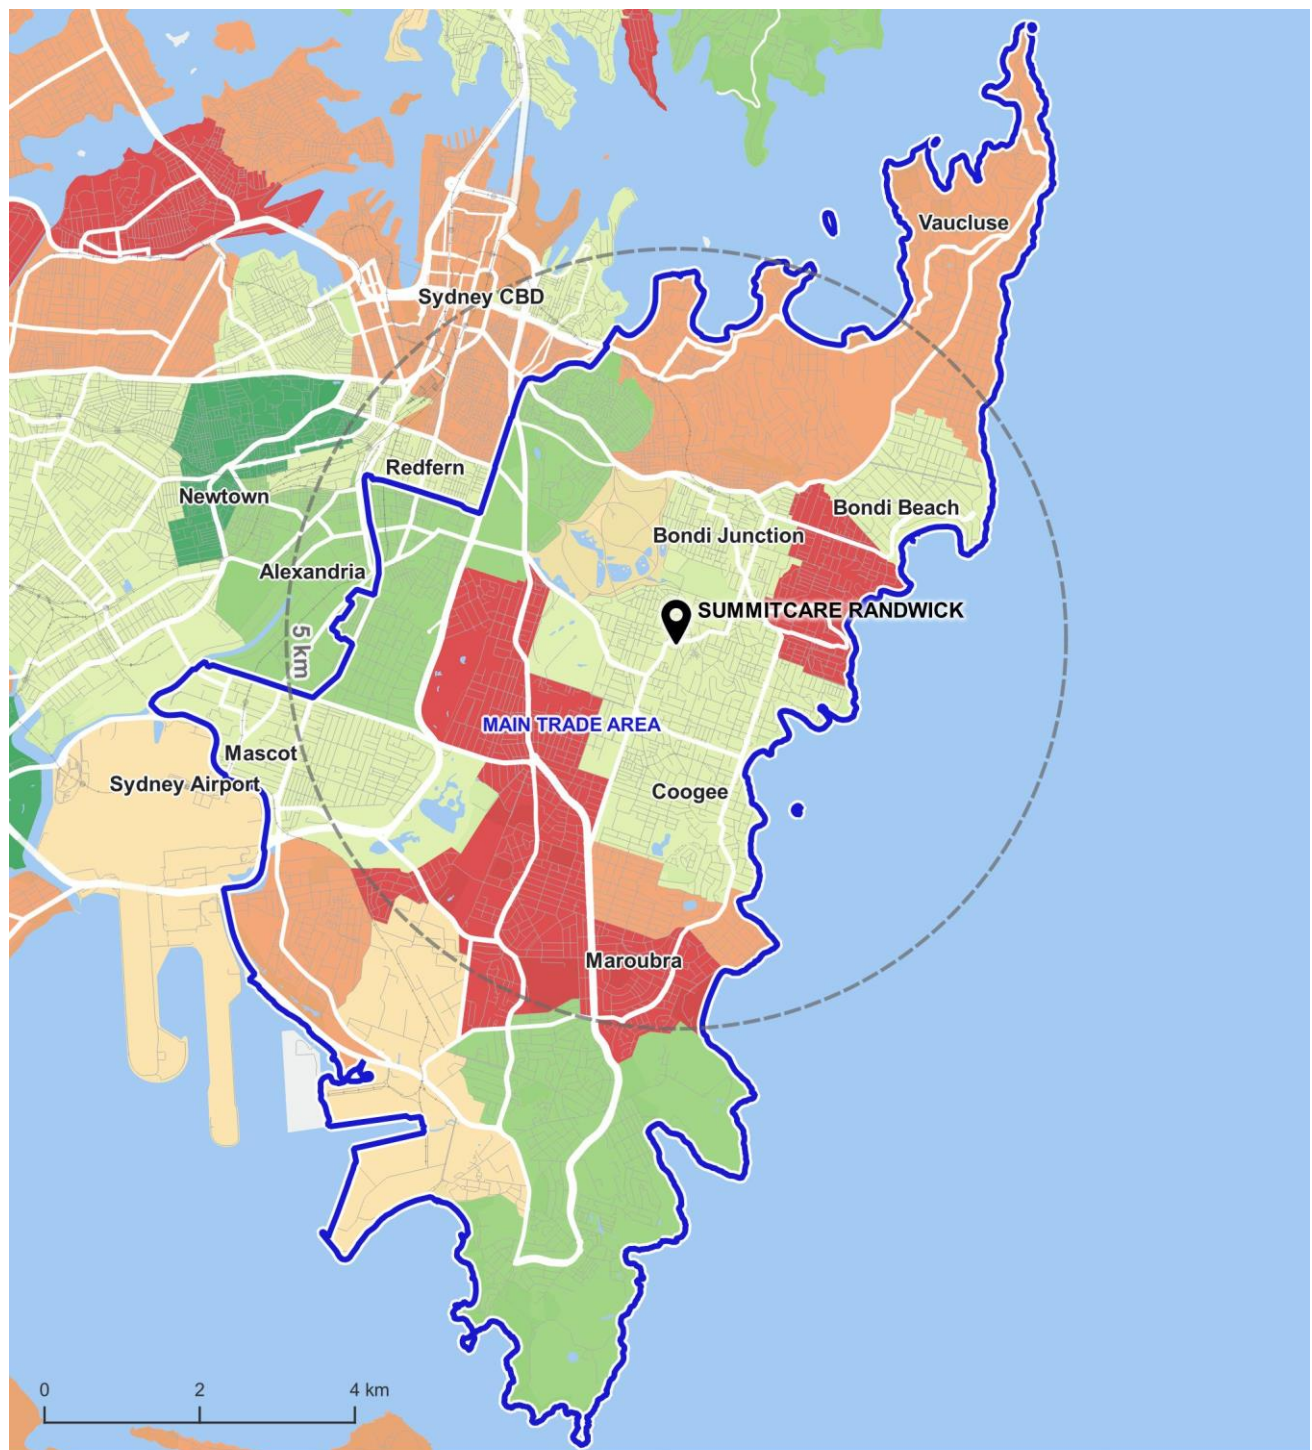 Vaucluse
Sydney CBD
Redfern
Newtown
Bondi Beach
Bondi Junction
Alexandria
SUMMITCARE RANDWICK
5 km
MAIN TRADE AREA
Mascot
Sydney Airport
Coogee
Maroubra
0 2 4 km